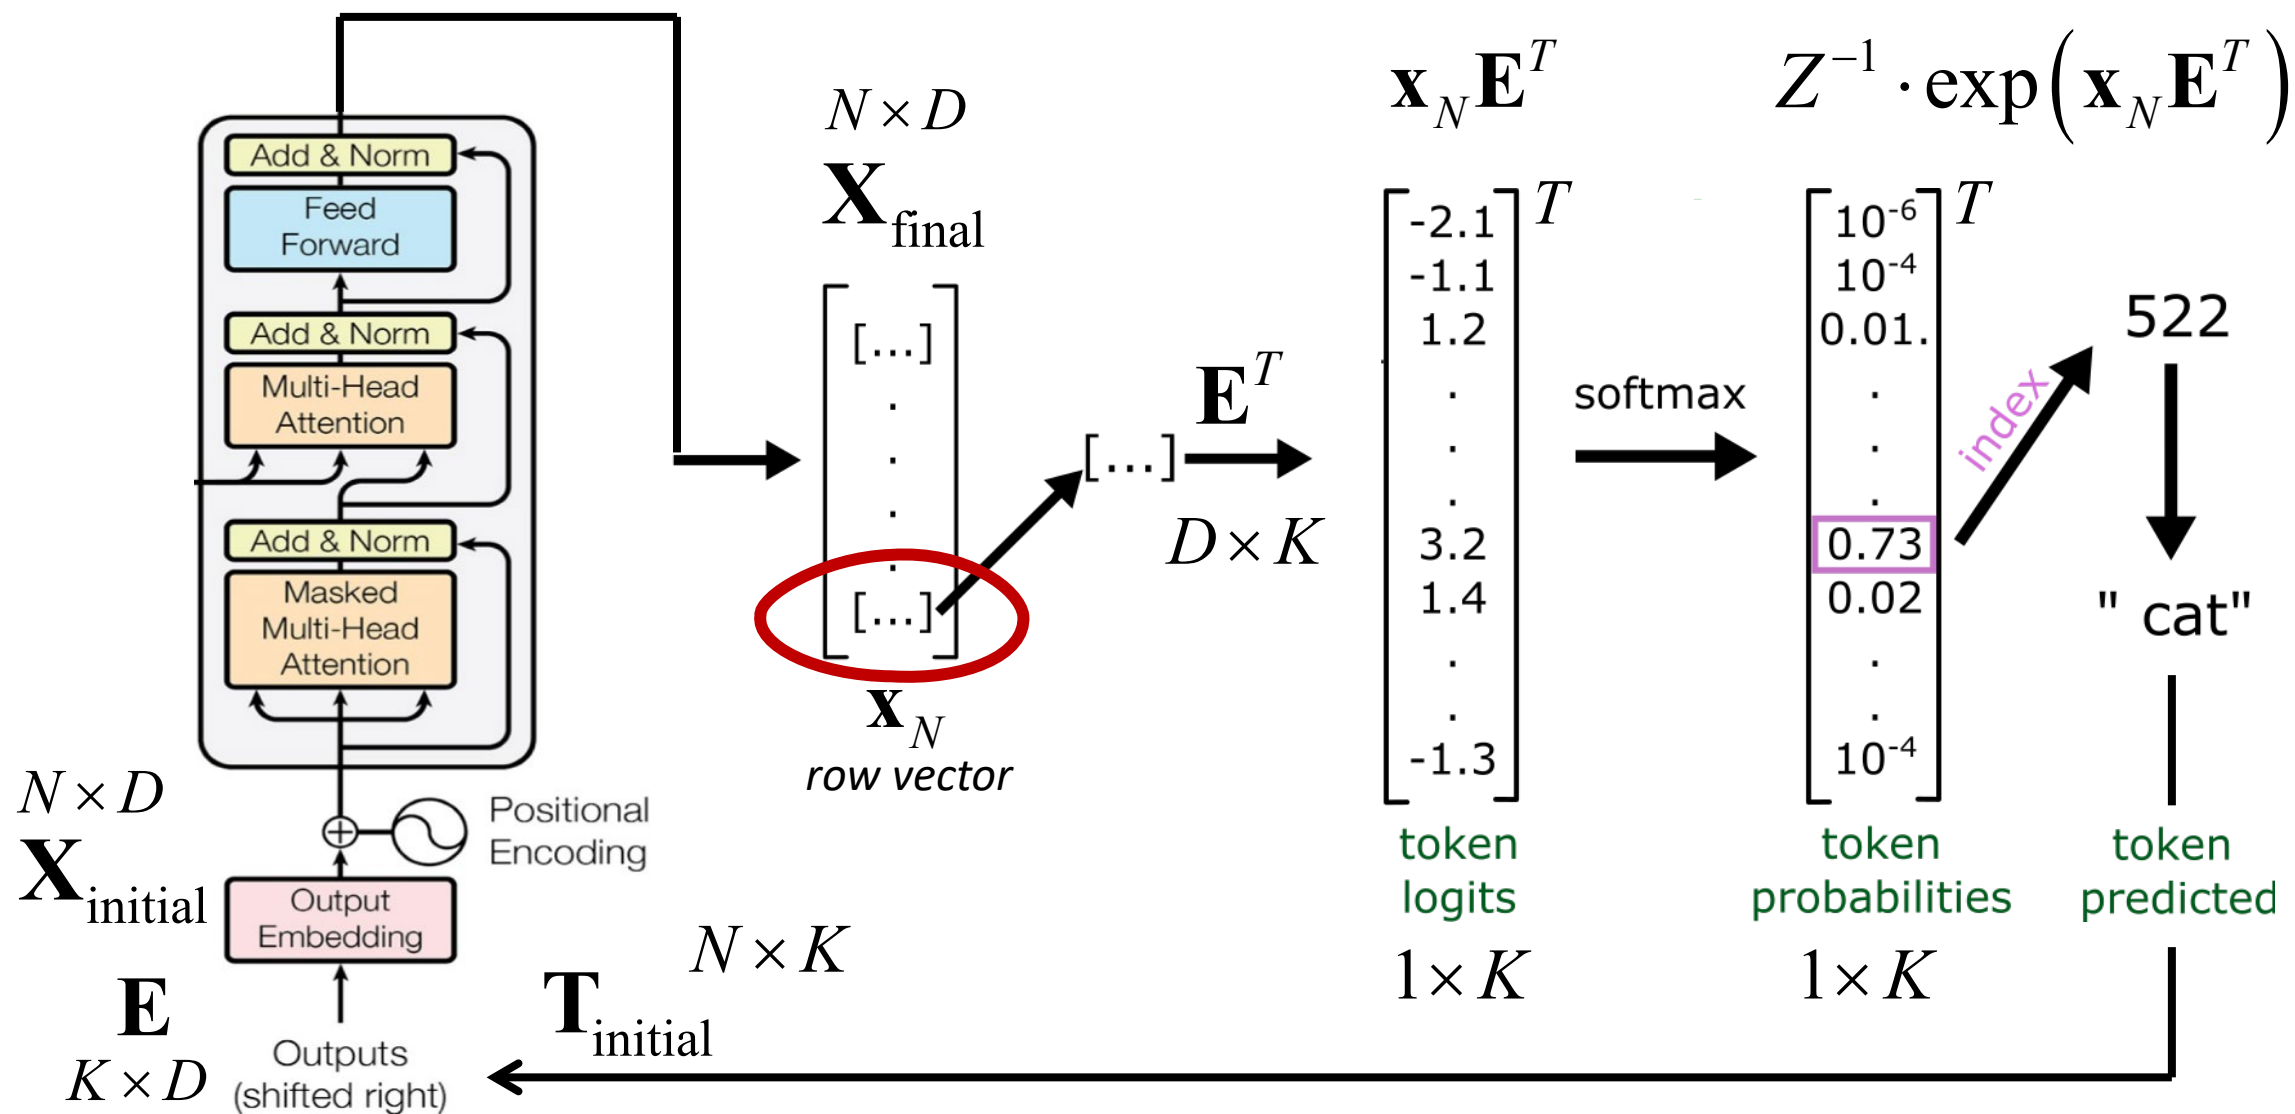 Add & Norm
Feed
Forward
Add & Norm
Multi-Head
Attention
Add & Norm
Masked
Multi-Head
Attention
N × D
X_initial
Positional
Encoding
Output
Embedding
E
K × D
Outputs
(shifted right)
N × K
T_initial
N × D
X_final
[...]
.
.
.
.
[...]
x_N
row vector
[...]
E^T
D × K
x_N E^T
T
-2.1
-1.1
1.2
.
.
.
3.2
1.4
.
.
-1.3
token
logits
1 × K
softmax
Z^{-1} · exp(x_N E^T)
T
10^{-6}
10^{-4}
0.01.
.
.
.
0.73
0.02
.
.
10^{-4}
token
probabilities
1 × K
index
522
" cat"
token
predicted